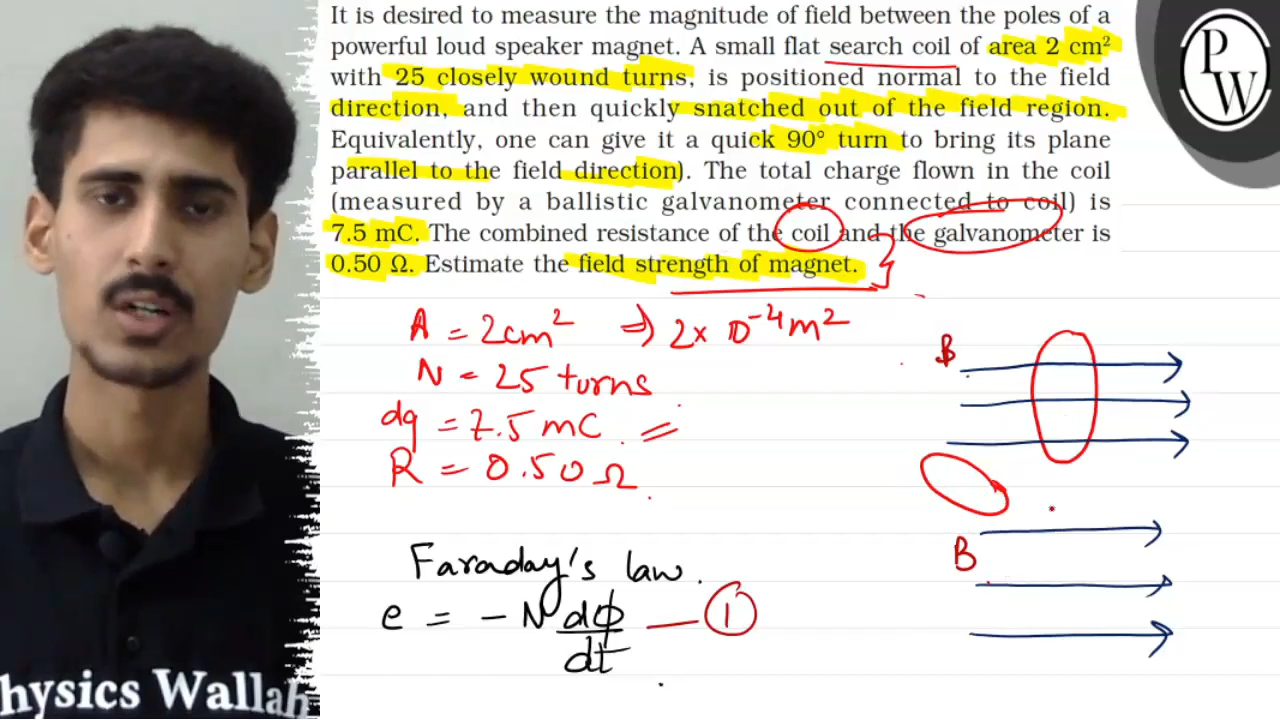 It is desired to measure the magnitude of field between the poles of a
powerful loud speaker magnet. A small flat search coil of area 2 cm²
with 25 closely wound turns, is positioned normal to the field
direction, and then quickly snatched out of the field region.
Equivalently, one can give it a quick 90° turn to bring its plane
parallel to the field direction). The total charge flown in the coil
(measured by a ballistic galvanometer connected to coil) is
7.5 mC. The combined resistance of the coil and the galvanometer is
0.50 Ω. Estimate the field strength of magnet.
PW
A = 2cm² ⇒ 2 × 10⁻⁴ m²
N = 25 turns
dq = 7.5 mC =
R = 0.50 Ω
B
B
Faraday's law.
e = - N dϕ/dt — ①
hysics Wallah